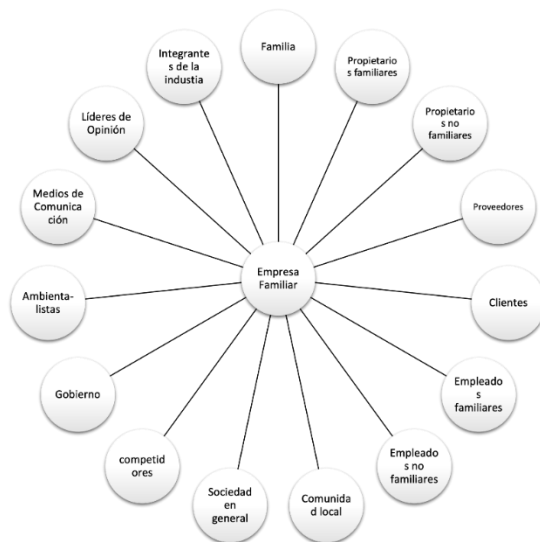 Familia
Propietario
s familiares
Propietario
s no
familiares
Proveedores
Clientes
Empleado
s familiares
Empleado
s no
familiares
Comunida
d local
Sociedad
en
general
competid
ores
Gobierno
Ambienta-
listas
Medios de
Comunica
ción
Líderes de
Opinión
Integrante
s de la
industia
Empresa
Familiar